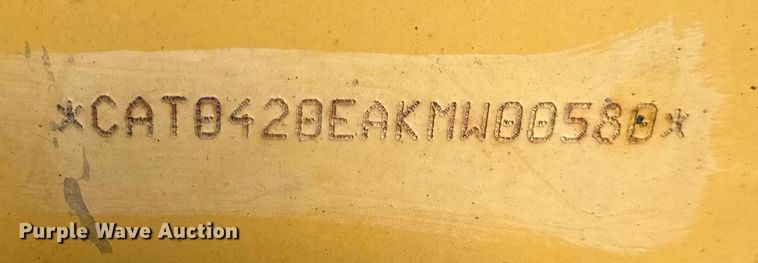 *CAT0420EAKMW00580*
Purple Wave Auction